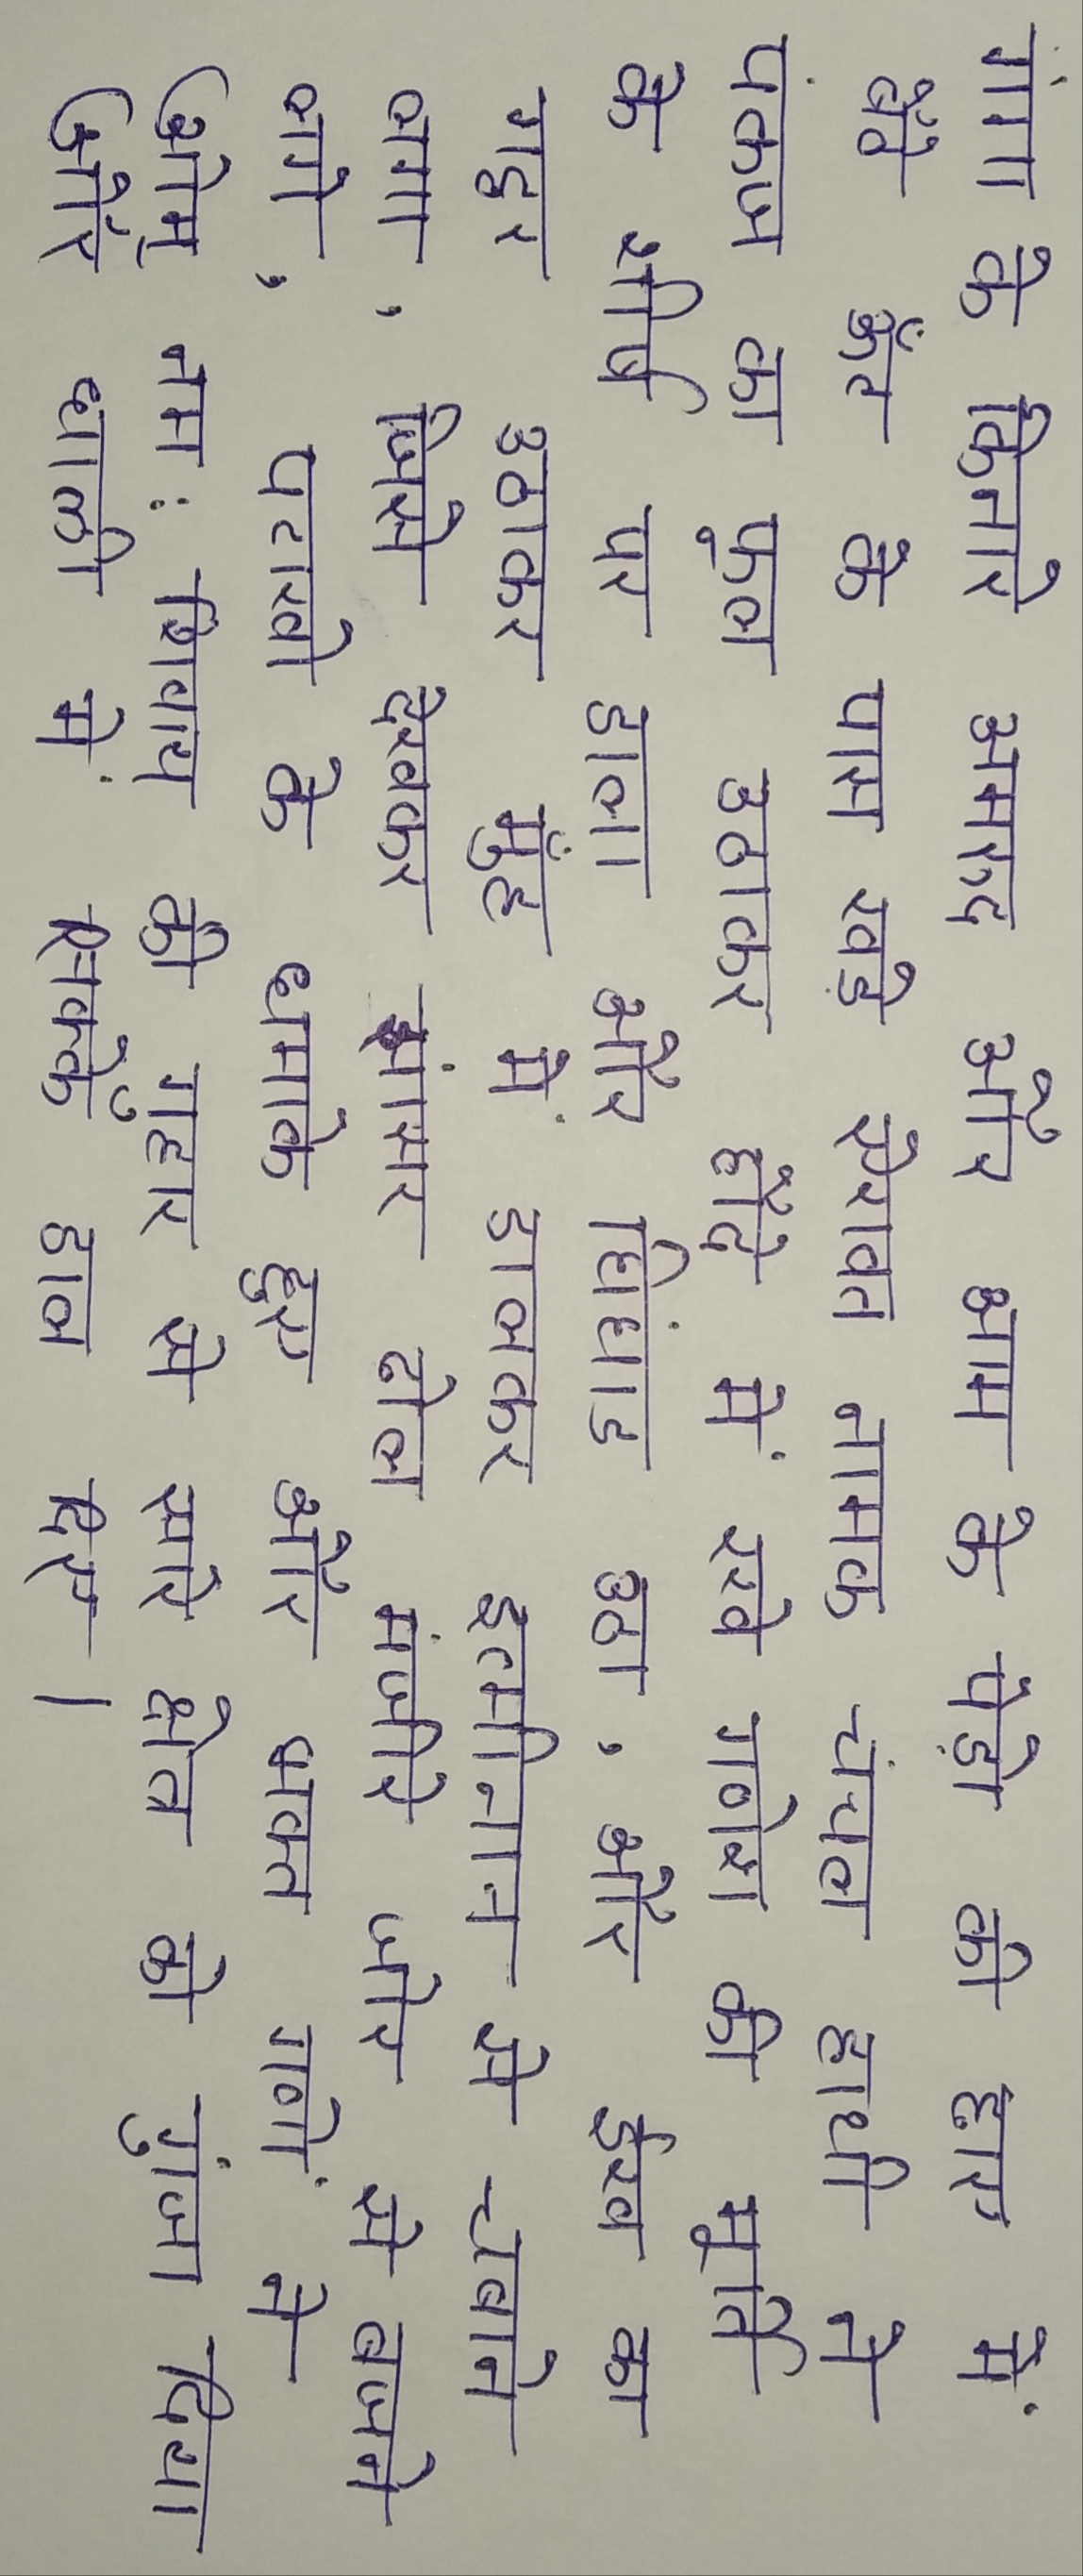 गंगा के किनारे अमरुद और आम के पेड़ो की छाए में
बैठे ऊँट के पास खड़े ऐरावत नामक चंचल हाथी ने
पंकज का फूल उठाकर हौदे में रखे गणेश की मूर्ति
के शीर्ष पर डाला और घिंघाड उठा, और ईख का
गट्ठर उठाकर मुँह में डालकर इत्मीनान से चबाने
लगा, जिसे देखकर झांसर ढोल मंजीरे जोर से बजने
लगे, पटाखो के धमाके हुए और भक्त गणों ने
ओम् नम: शिवाय की गुहार से सारे क्षेत्र को गुंजा दिया
और थाली में सिक्कें डाल दिए।